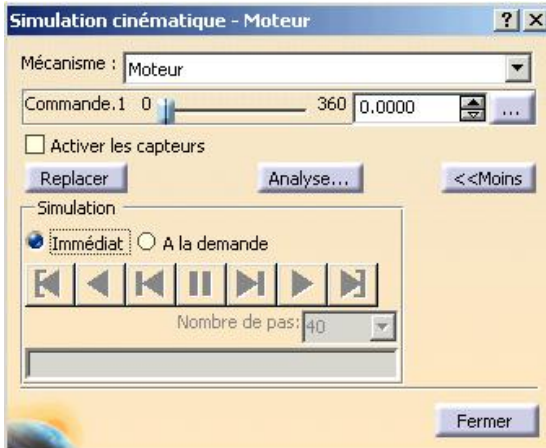 Simulation cinématique - Moteur
Mécanisme : Moteur
Commande.1 0 360 0.0000 ...
Activer les capteurs
Replacer Analyse... <<Moins
Simulation
Immédiat A la demande
Nombre de pas: 40
Fermer